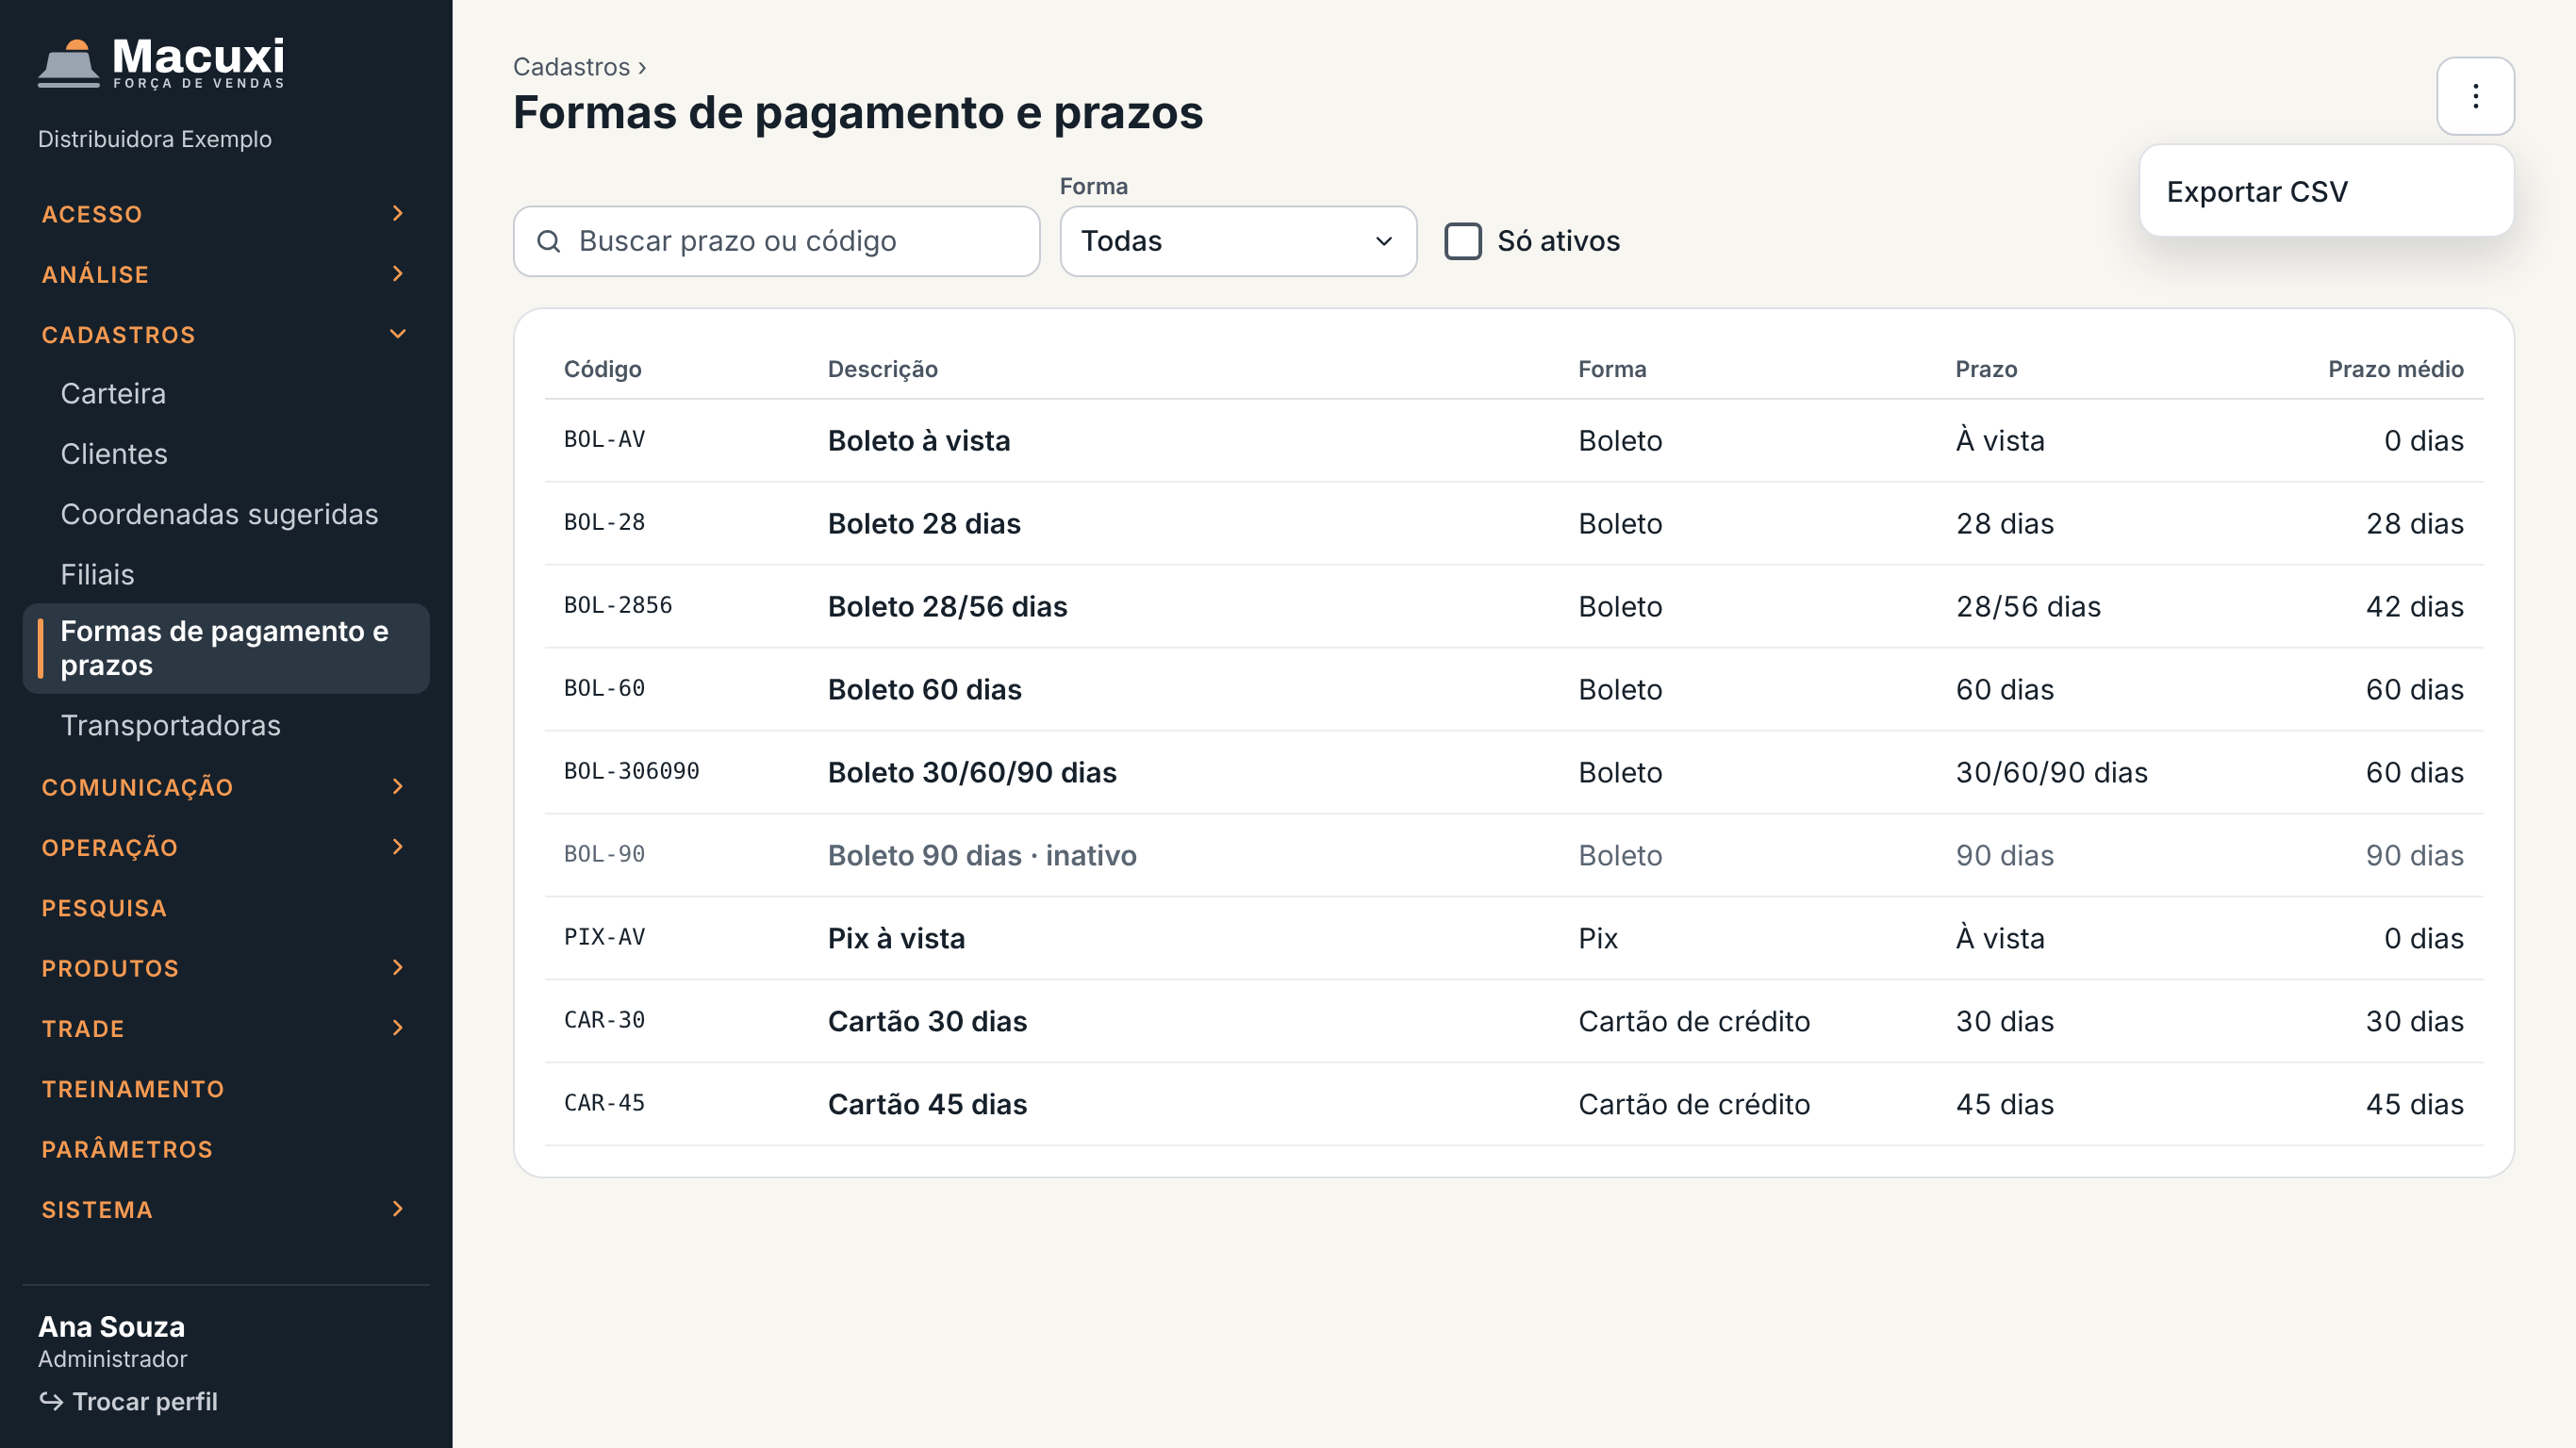 Macuxi
FORÇA DE VENDAS
Distribuidora Exemplo
ACESSO
ANÁLISE
CADASTROS
Carteira
Clientes
Coordenadas sugeridas
Filiais
Formas de pagamento e
prazos
Transportadoras
COMUNICAÇÃO
OPERAÇÃO
PESQUISA
PRODUTOS
TRADE
TREINAMENTO
PARÂMETROS
SISTEMA
Ana Souza
Administrador
Trocar perfil
Cadastros ›
Formas de pagamento e prazos
Exportar CSV
Forma
Buscar prazo ou código
Todas
Só ativos
Código Descrição Forma Prazo Prazo médio
BOL-AV Boleto à vista Boleto À vista 0 dias
BOL-28 Boleto 28 dias Boleto 28 dias 28 dias
BOL-2856 Boleto 28/56 dias Boleto 28/56 dias 42 dias
BOL-60 Boleto 60 dias Boleto 60 dias 60 dias
BOL-306090 Boleto 30/60/90 dias Boleto 30/60/90 dias 60 dias
BOL-90 Boleto 90 dias · inativo Boleto 90 dias 90 dias
PIX-AV Pix à vista Pix À vista 0 dias
CAR-30 Cartão 30 dias Cartão de crédito 30 dias 30 dias
CAR-45 Cartão 45 dias Cartão de crédito 45 dias 45 dias